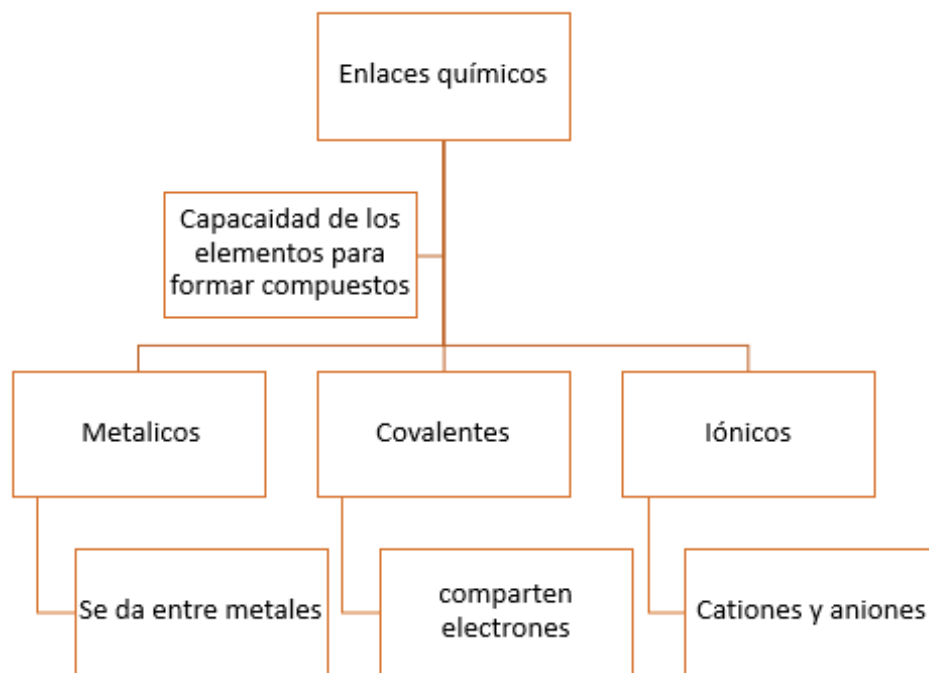 Enlaces químicos
Capacaidad de los
elementos para
formar compuestos
Metalicos
Covalentes
Iónicos
Se da entre metales
comparten
electrones
Cationes y aniones